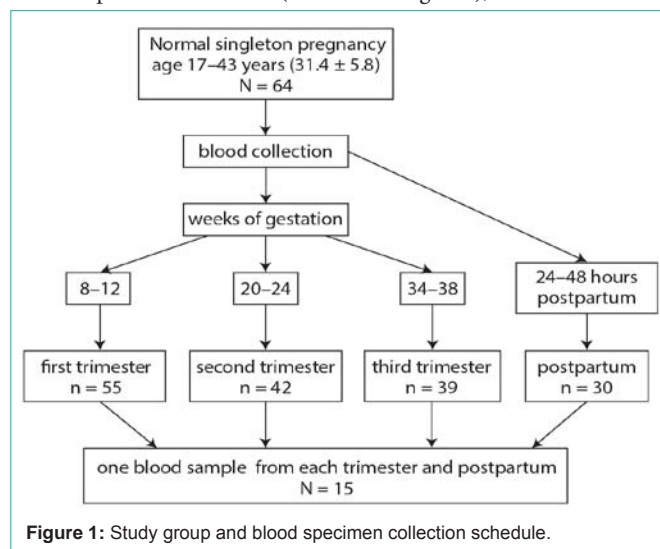 Normal singleton pregnancy
age 17–43 years (31.4 ± 5.8)
N = 64
blood collection
weeks of gestation
8–12
20–24
34–38
24–48 hours
postpartum
first trimester
n = 55
second trimester
n = 42
third trimester
n = 39
postpartum
n = 30
one blood sample from each trimester and postpartum
N = 15
Figure 1: Study group and blood specimen collection schedule.